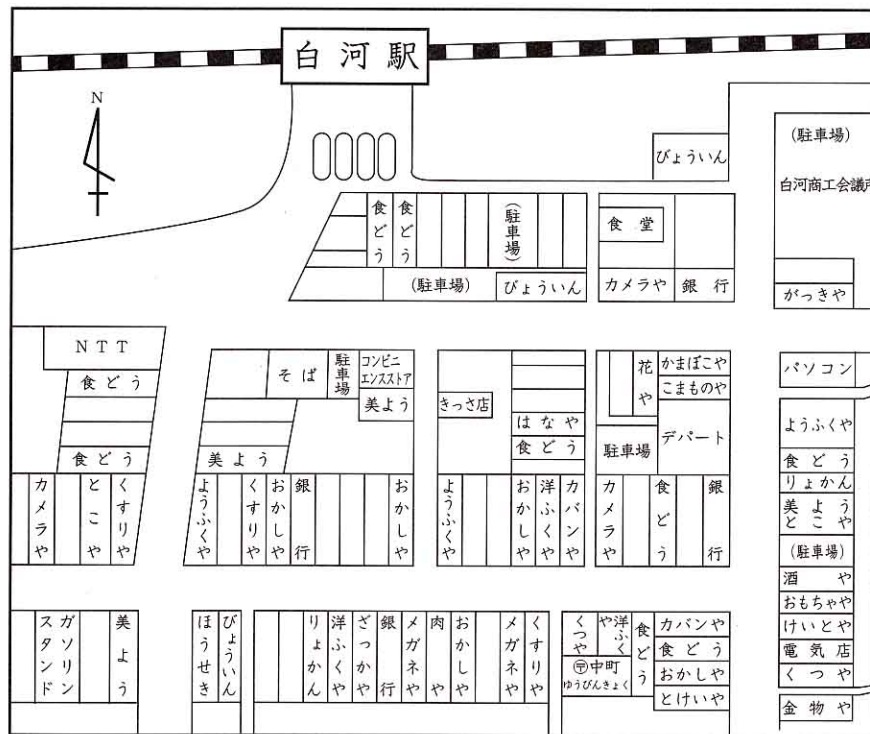 白河駅
N
(駐車場)
びょういん
白河商工会議所
食どう
食どう
(駐車場)
食堂
(駐車場)
びょういん
カメラや
銀行
がっきや
NTT
食どう
食どう
そば
駐車場
コンビニ
エンスストア
美よう
美よう
きっさ店
はなや
食どう
花や
かまぼこや
こまものや
駐車場
デパート
パソコン
ようふくや
食どう
りょかん
美よう
とこや
(駐車場)
酒や
おもちゃや
けいとや
電気店
くつや
金物や
カメラや
とこや
くすりや
ようふくや
くすりや
おかしや
銀行
おかしや
ようふくや
おかしや
洋ふくや
カバンや
カメラや
食どう
銀行
ガソリン
スタンド
美よう
ほうせき
びょういん
りょかん
洋ふくや
ざっかや
銀行
メガネや
肉や
おかしや
メガネや
くすりや
くつや
洋ふくや
食どう
カバンや
食どう
おかしや
とけいや
〶中町
ゆうびんきょく